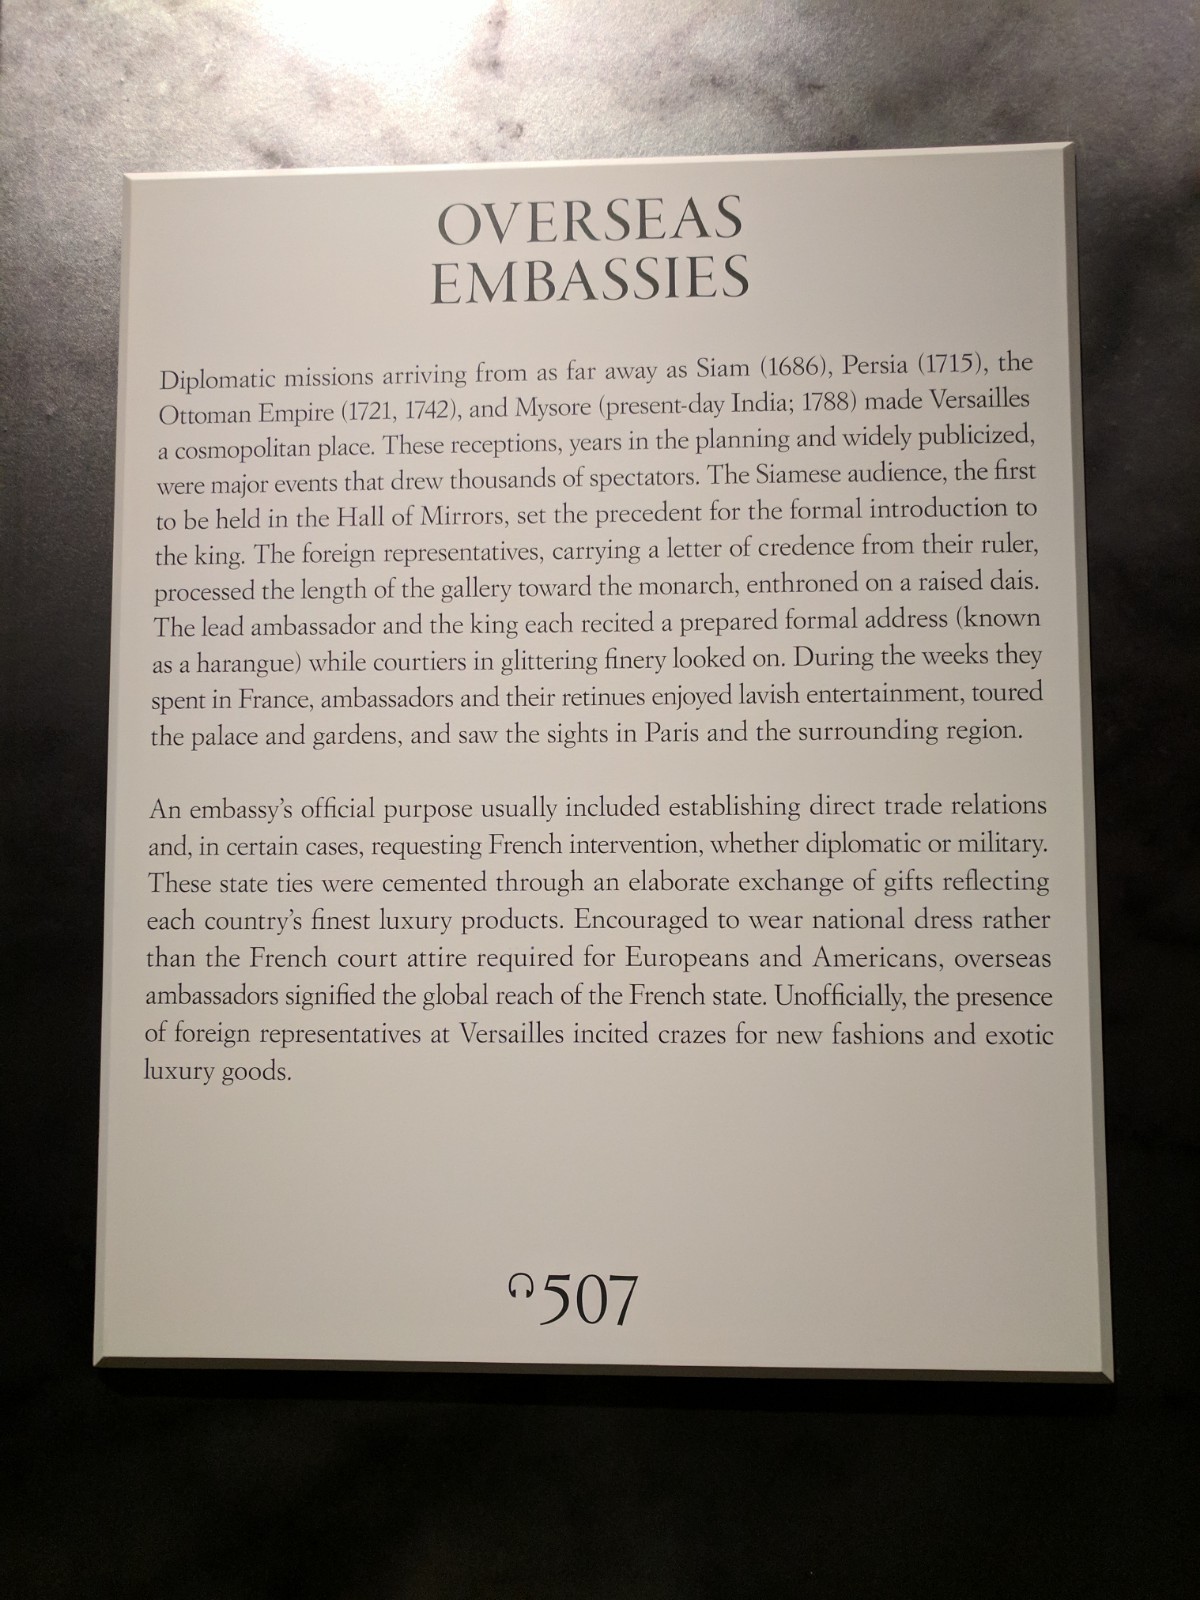 OVERSEAS
EMBASSIES
Diplomatic missions arriving from as far away as Siam (1686), Persia (1715), the
Ottoman Empire (1721, 1742), and Mysore (present-day India; 1788) made Versailles
a cosmopolitan place. These receptions, years in the planning and widely publicized,
were major events that drew thousands of spectators. The Siamese audience, the first
to be held in the Hall of Mirrors, set the precedent for the formal introduction to
the king. The foreign representatives, carrying a letter of credence from their ruler,
processed the length of the gallery toward the monarch, enthroned on a raised dais.
The lead ambassador and the king each recited a prepared formal address (known
as a harangue) while courtiers in glittering finery looked on. During the weeks they
spent in France, ambassadors and their retinues enjoyed lavish entertainment, toured
the palace and gardens, and saw the sights in Paris and the surrounding region.
An embassy's official purpose usually included establishing direct trade relations
and, in certain cases, requesting French intervention, whether diplomatic or military.
These state ties were cemented through an elaborate exchange of gifts reflecting
each country's finest luxury products. Encouraged to wear national dress rather
than the French court attire required for Europeans and Americans, overseas
ambassadors signified the global reach of the French state. Unofficially, the presence
of foreign representatives at Versailles incited crazes for new fashions and exotic
luxury goods.
507